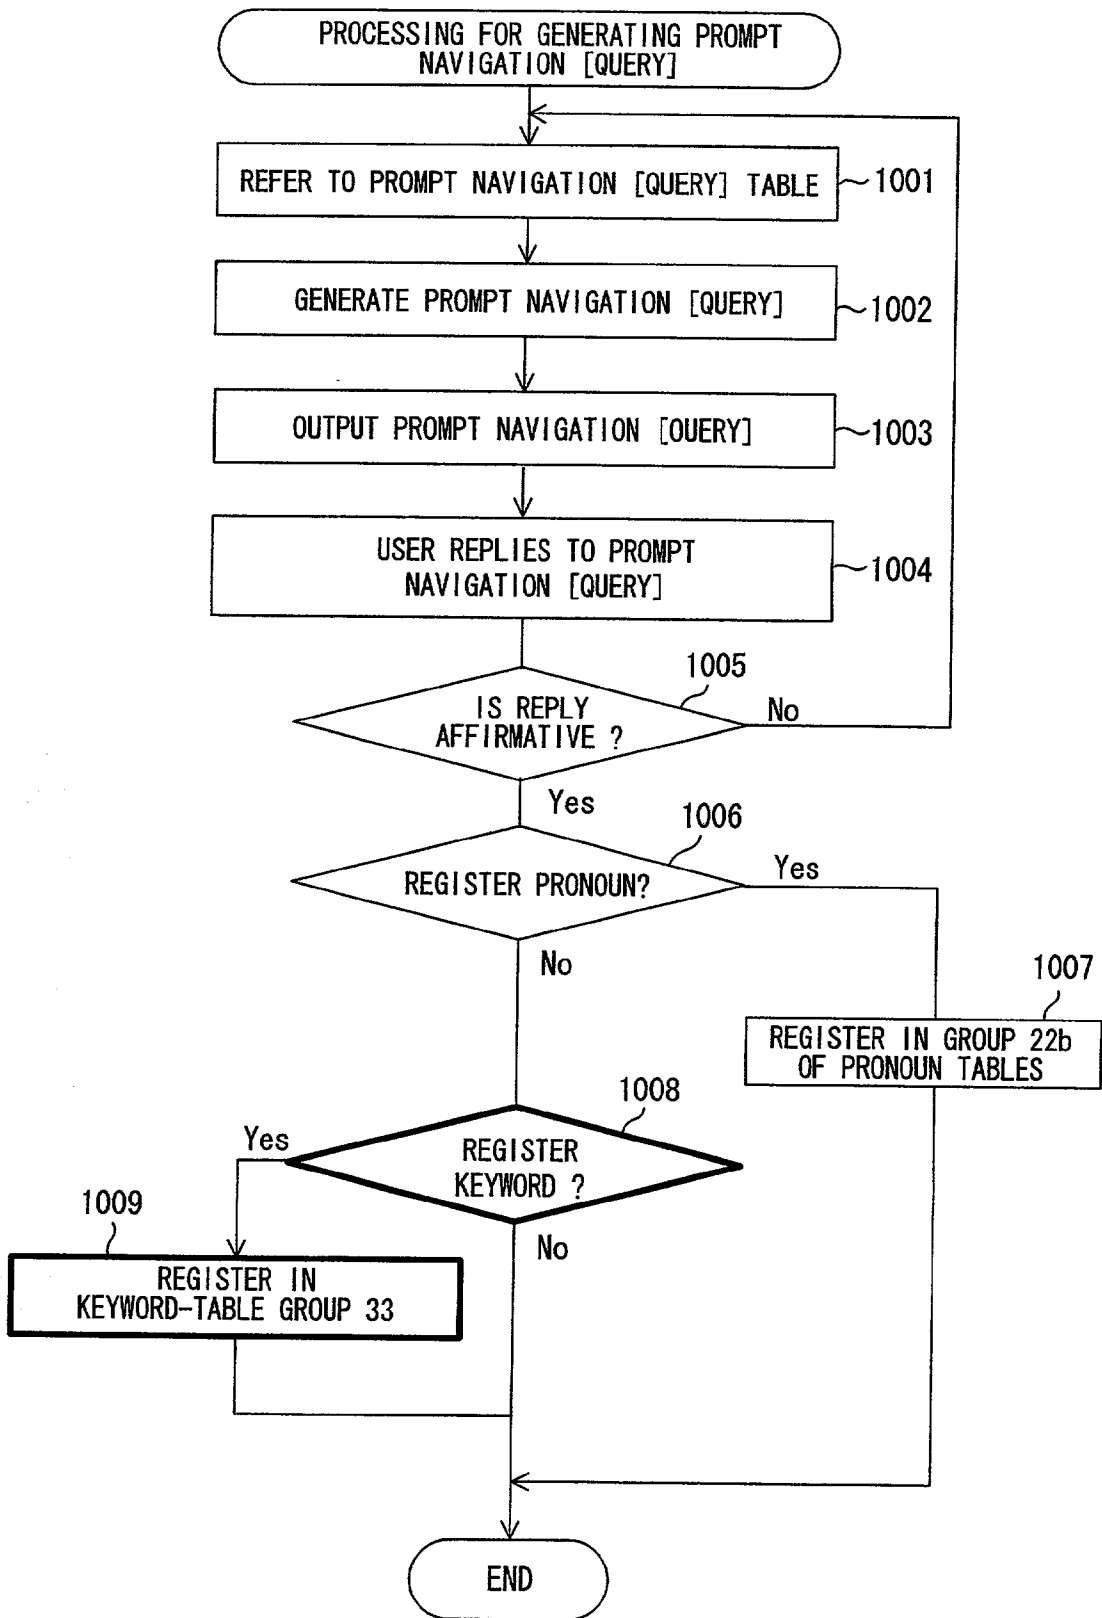 PROCESSING FOR GENERATING PROMPT
NAVIGATION [QUERY]
REFER TO PROMPT NAVIGATION [QUERY] TABLE
1001
GENERATE PROMPT NAVIGATION [QUERY]
1002
OUTPUT PROMPT NAVIGATION [OUERY]
1003
USER REPLIES TO PROMPT
NAVIGATION [QUERY]
1004
1005
IS REPLY
AFFIRMATIVE ?
No
Yes
1006
REGISTER PRONOUN?
Yes
No
1007
REGISTER IN GROUP 22b
OF PRONOUN TABLES
1008
Yes
REGISTER
KEYWORD ?
1009
No
REGISTER IN
KEYWORD-TABLE GROUP 33
END